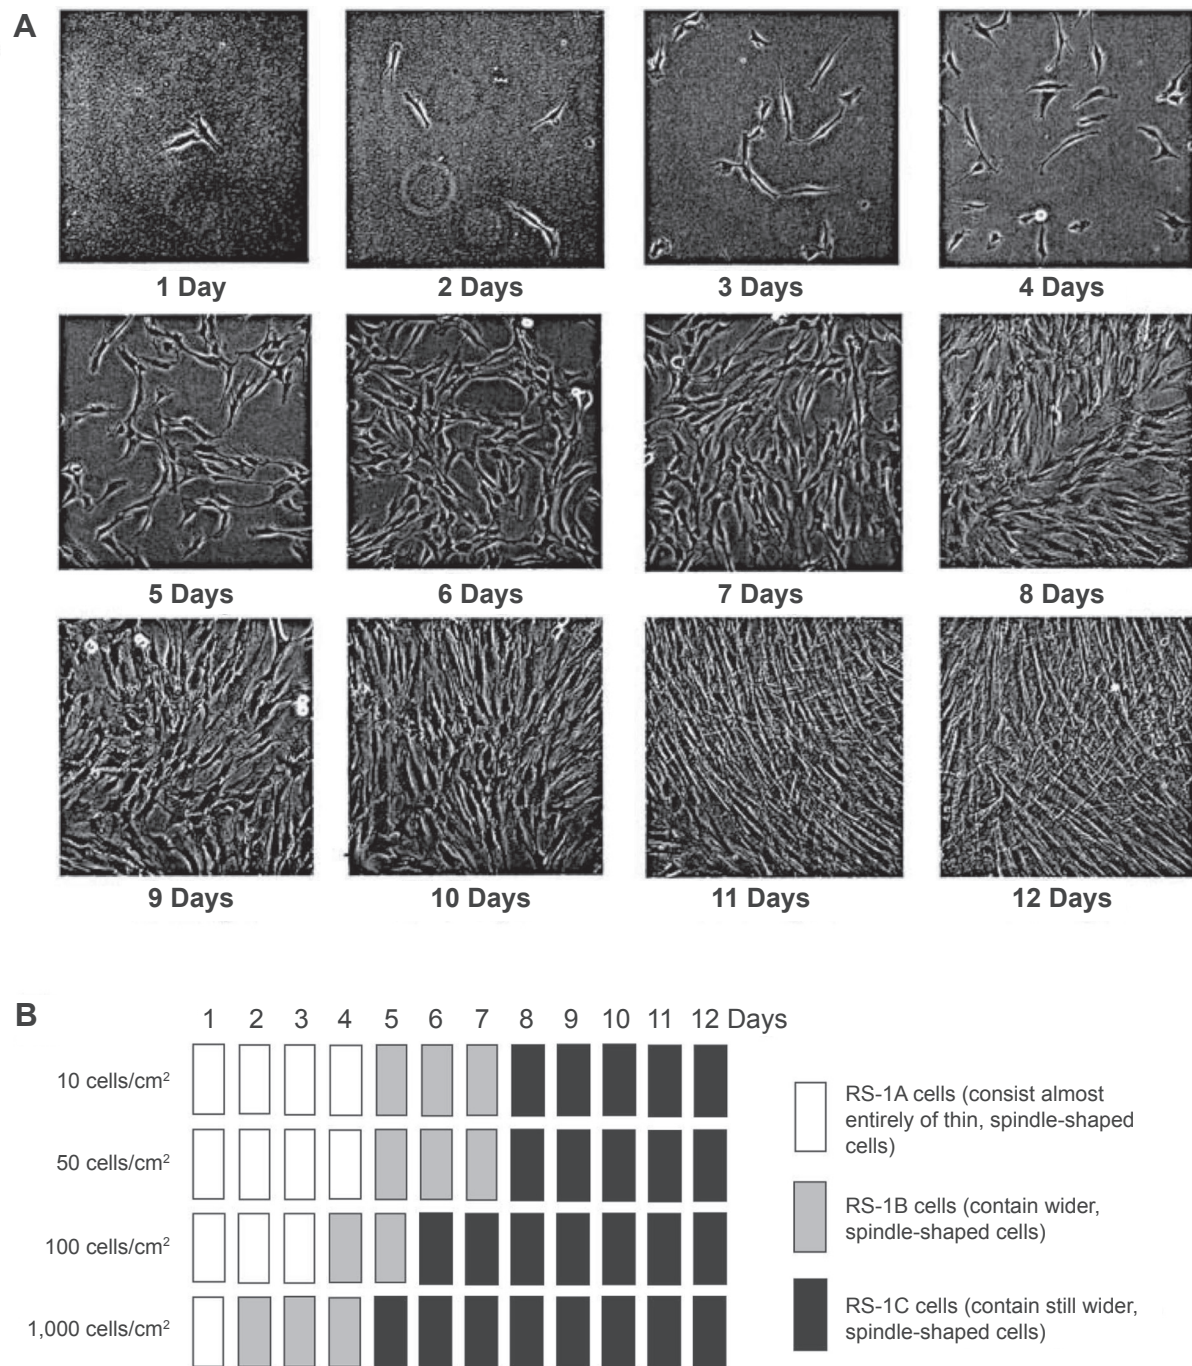 A
1 Day
2 Days
3 Days
4 Days
5 Days
6 Days
7 Days
8 Days
9 Days
10 Days
11 Days
12 Days
B
1 2 3 4 5 6 7 8 9 10 11 12 Days
10 cells/cm²
50 cells/cm²
100 cells/cm²
1,000 cells/cm²
RS-1A cells (consist almost
entirely of thin, spindle-shaped
cells)
RS-1B cells (contain wider,
spindle-shaped cells)
RS-1C cells (contain still wider,
spindle-shaped cells)